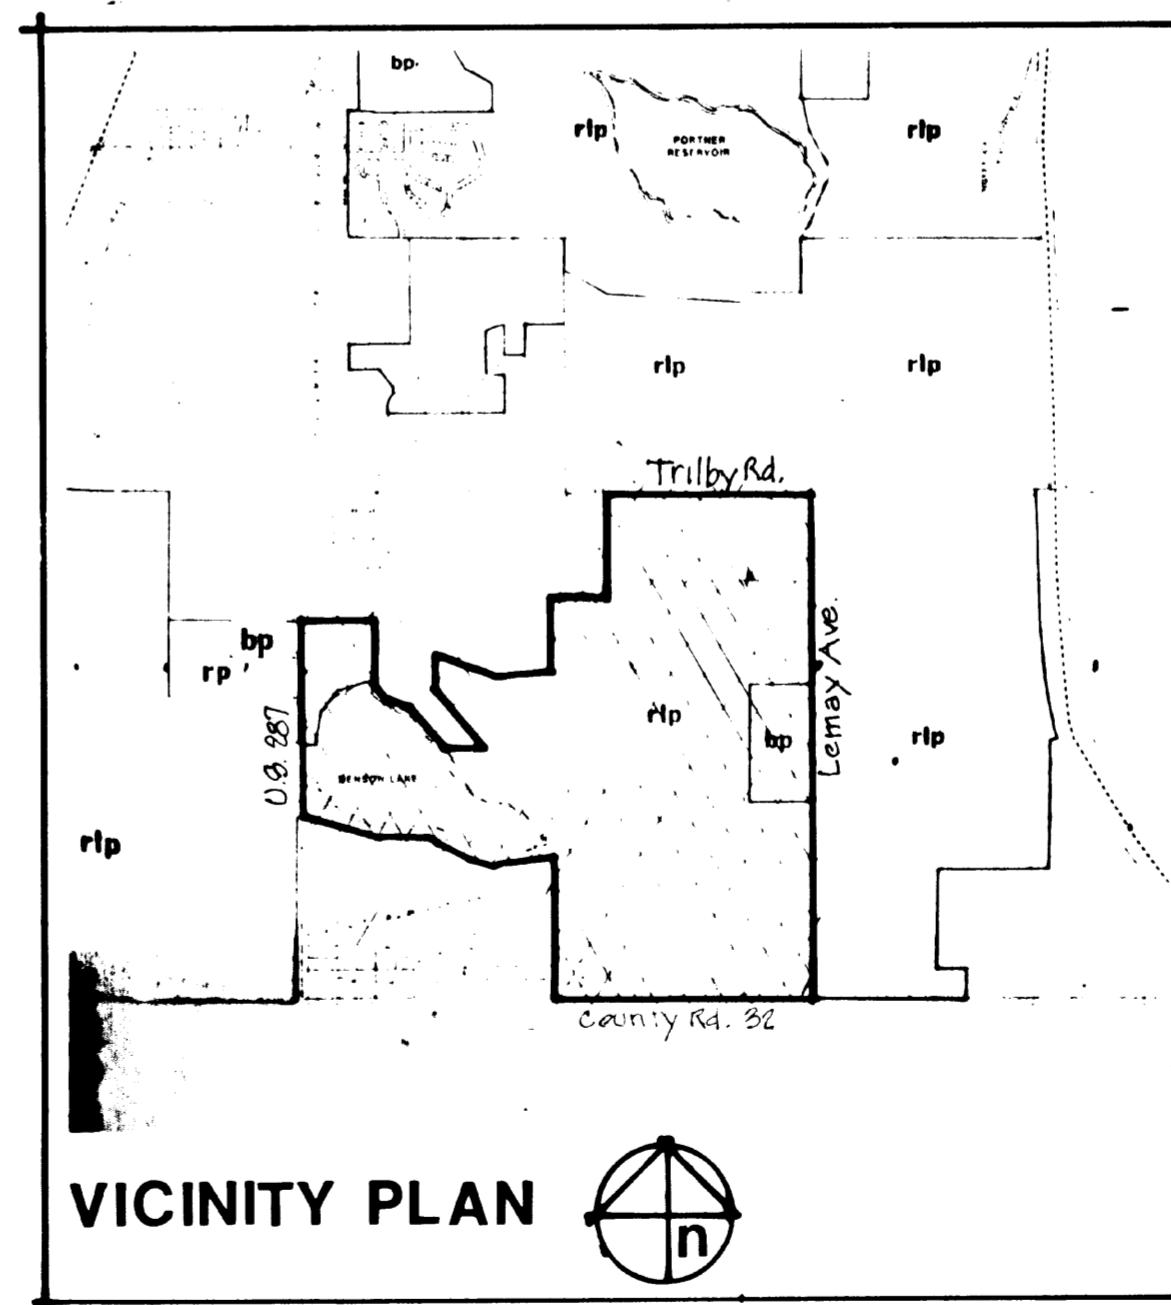 bp.
rlp
PORTNER
RESERVOIR
rlp
rlp
rlp
Trilby Rd.
bp
rp
rlp
bp
Lemay Ave.
rlp
U.S. 287
BENSON LAKE
rlp
County Rd. 32
VICINITY PLAN
n